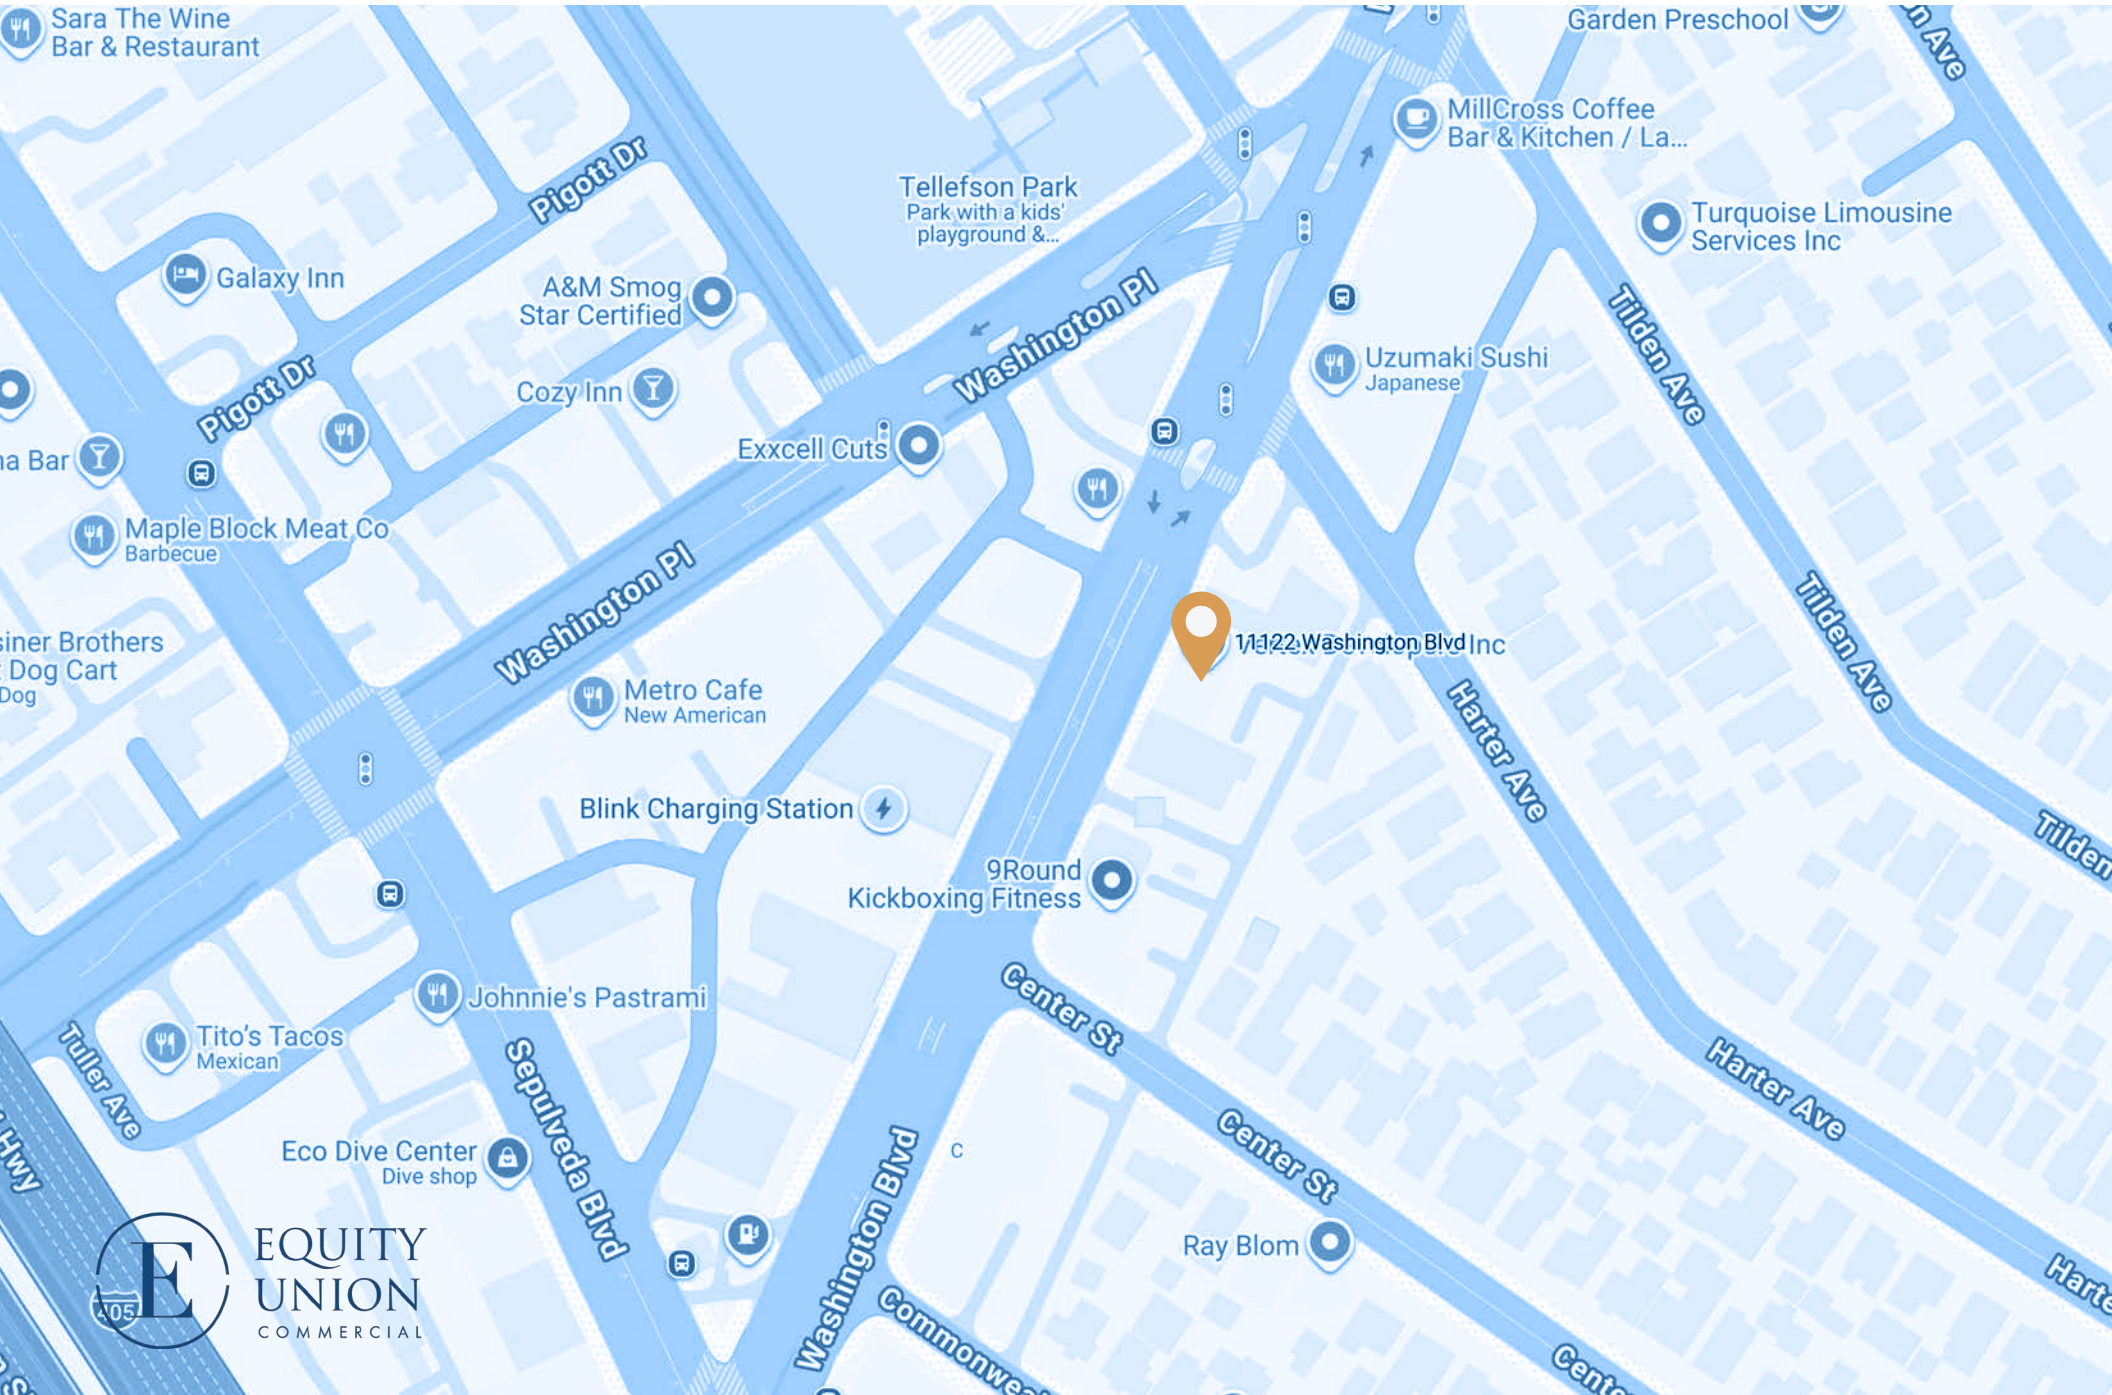 Sara The Wine
Bar & Restaurant
Garden Preschool
n Ave
MillCross Coffee
Bar & Kitchen / La...
Pigott Dr
Tellefson Park
Park with a kids'
playground &...
Turquoise Limousine
Services Inc
Galaxy Inn
A&M Smog
Star Certified
Washington Pl
Tilden Ave
Uzumaki Sushi
Japanese
Cozy Inn
Pigott Dr
Exxcell Cuts
na Bar
Maple Block Meat Co
Barbecue
Washington Pl
Tilden Ave
siner Brothers
t Dog Cart
Dog
11122 Washington Blvd
Inc
Metro Cafe
New American
Harter Ave
Blink Charging Station
Tilden
9Round
Kickboxing Fitness
Johnnie's Pastrami
Center St
Tito's Tacos
Mexican
Tuller Ave
Sepulveda Blvd
Harter Ave
Eco Dive Center
Dive shop
C
Center St
Hwy
Washington Blvd
Ray Blom
Harte
405
E
EQUITY
UNION
COMMERCIAL
Commonwea
Cente